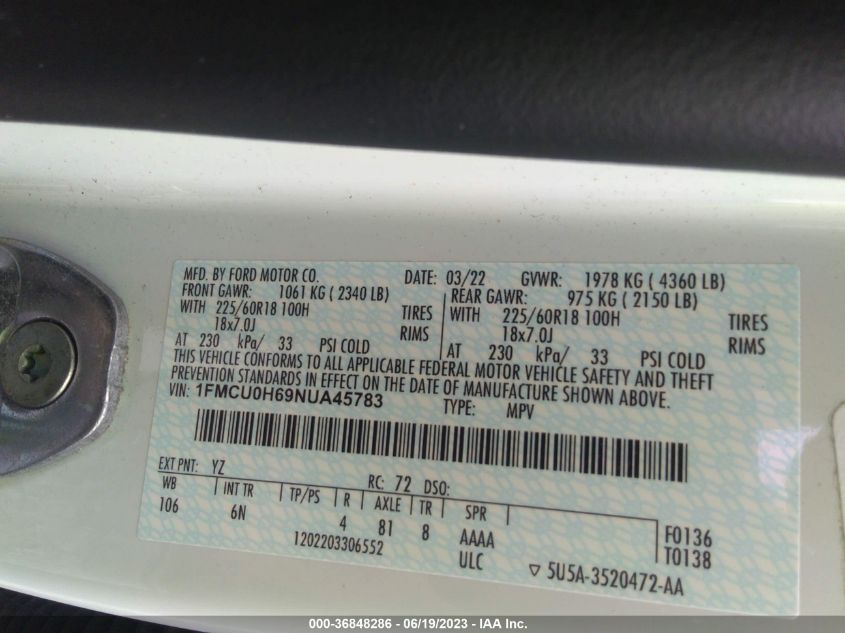 MFD. BY FORD MOTOR CO. DATE: 03/22 GVWR: 1978 KG ( 4360 LB)
FRONT GAWR: 1061 KG ( 2340 LB) REAR GAWR: 975 KG ( 2150 LB)
WITH 225/60R18 100H TIRES WITH 225/60R18 100H TIRES
18x7.0J RIMS 18x7.0J RIMS
AT 230 kPa/ 33 PSI COLD AT 230 kPa/ 33 PSI COLD
THIS VEHICLE CONFORMS TO ALL APPLICABLE FEDERAL MOTOR VEHICLE SAFETY AND THEFT
PREVENTION STANDARDS IN EFFECT ON THE DATE OF MANUFACTURE SHOWN ABOVE.
VIN: 1FMCU0H69NUA45783 TYPE: MPV
EXT PNT: YZ RC: 72 DSO:
WB INT TR TP/PS R AXLE TR SPR
106 6N 4 81 8 AAAA F0136
1202203306552 ULC T0138
▽ 5U5A-3520472-AA
000-36848286 - 06/19/2023 - IAA Inc.